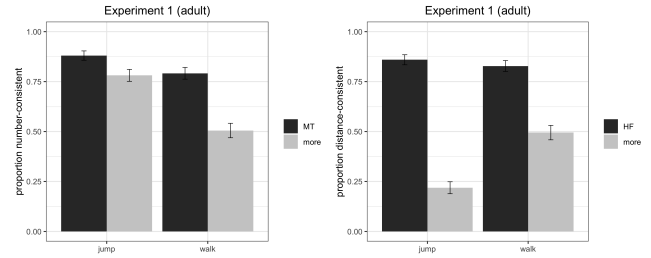 Experiment 1 (adult)
proportion number-consistent
1.00
0.75
0.50
0.25
0.00
jump
walk
MT
more
Experiment 1 (adult)
proportion distance-consistent
1.00
0.75
0.50
0.25
0.00
jump
walk
HF
more